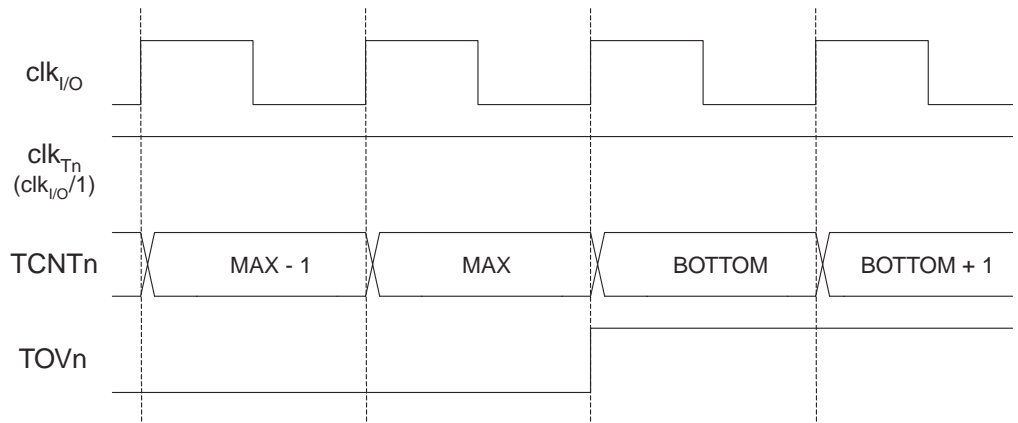 clkI/O
clkTn
(clkI/O/1)
TCNTn
MAX - 1
MAX
BOTTOM
BOTTOM + 1
TOVn